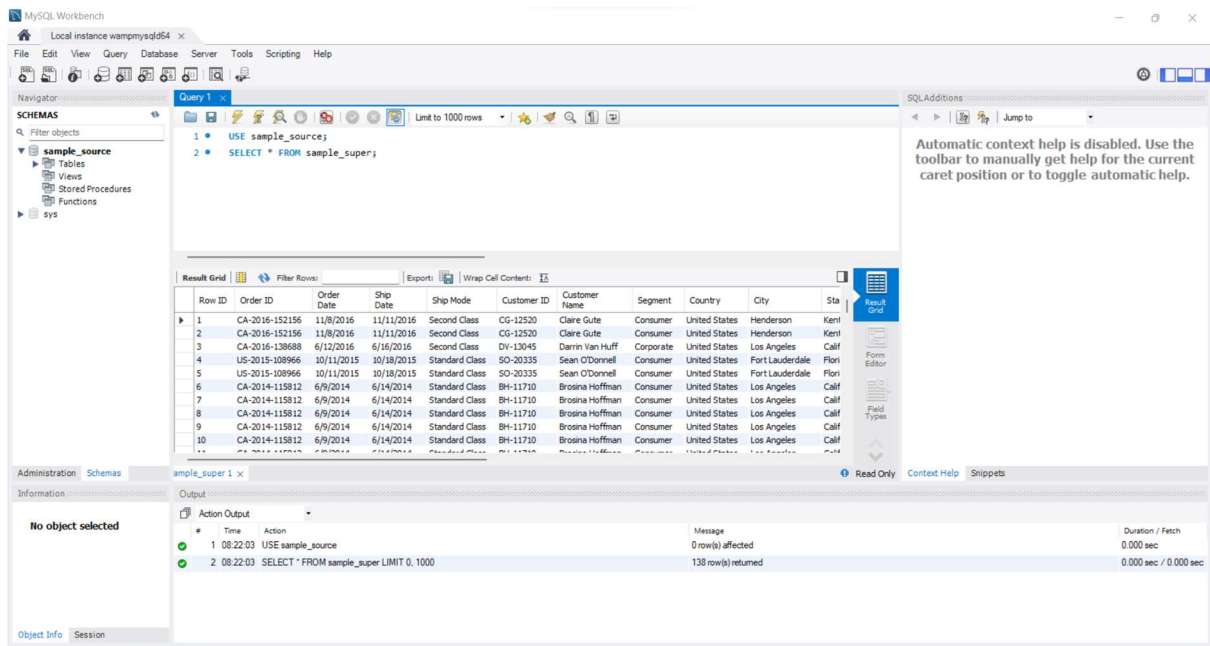 MySQL Workbench
Local instance wampmysqld64 ×
File Edit View Query Database Server Tools Scripting Help
Navigator
SCHEMAS
Filter objects
sample_source
Tables
Views
Stored Procedures
Functions
sys
Administration Schemas
Information
No object selected
Object Info Session
Query 1 ×
Limit to 1000 rows
1 USE sample_source;
2 SELECT * FROM sample_super;
Result Grid Filter Rows: Export: Wrap Cell Content:
Row ID Order ID Order Date Ship Date Ship Mode Customer ID Customer Name Segment Country City Sta
1 CA-2016-152156 11/8/2016 11/11/2016 Second Class CG-12520 Claire Gute Consumer United States Henderson Kent
2 CA-2016-152156 11/8/2016 11/11/2016 Second Class CG-12520 Claire Gute Consumer United States Henderson Kent
3 CA-2016-138688 6/12/2016 6/16/2016 Second Class DV-13045 Darrin Van Huff Corporate United States Los Angeles Calif
4 US-2015-108966 10/11/2015 10/18/2015 Standard Class SO-20335 Sean O'Donnell Consumer United States Fort Lauderdale Flori
5 US-2015-108966 10/11/2015 10/18/2015 Standard Class SO-20335 Sean O'Donnell Consumer United States Fort Lauderdale Flori
6 CA-2014-115812 6/9/2014 6/14/2014 Standard Class BH-11710 Brosina Hoffman Consumer United States Los Angeles Calif
7 CA-2014-115812 6/9/2014 6/14/2014 Standard Class BH-11710 Brosina Hoffman Consumer United States Los Angeles Calif
8 CA-2014-115812 6/9/2014 6/14/2014 Standard Class BH-11710 Brosina Hoffman Consumer United States Los Angeles Calif
9 CA-2014-115812 6/9/2014 6/14/2014 Standard Class BH-11710 Brosina Hoffman Consumer United States Los Angeles Calif
10 CA-2014-115812 6/9/2014 6/14/2014 Standard Class BH-11710 Brosina Hoffman Consumer United States Los Angeles Calif
Result Grid
Form Editor
Field Types
ample_super 1 ×
Read Only
SQLAdditions
Jump to
Automatic context help is disabled. Use the
toolbar to manually get help for the current
caret position or to toggle automatic help.
Context Help Snippets
Output
Action Output
# Time Action Message Duration / Fetch
1 08:22:03 USE sample_source 0 row(s) affected 0.000 sec
2 08:22:03 SELECT * FROM sample_super LIMIT 0, 1000 138 row(s) returned 0.000 sec / 0.000 sec